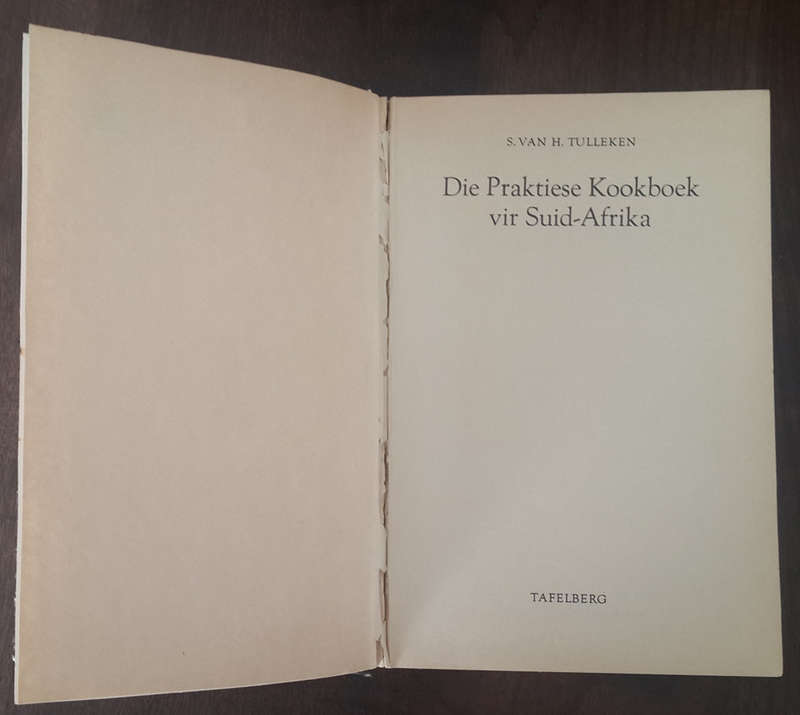 S. VAN H. TULLEKEN
Die Praktiese Kookboek
vir Suid-Afrika
TAFELBERG